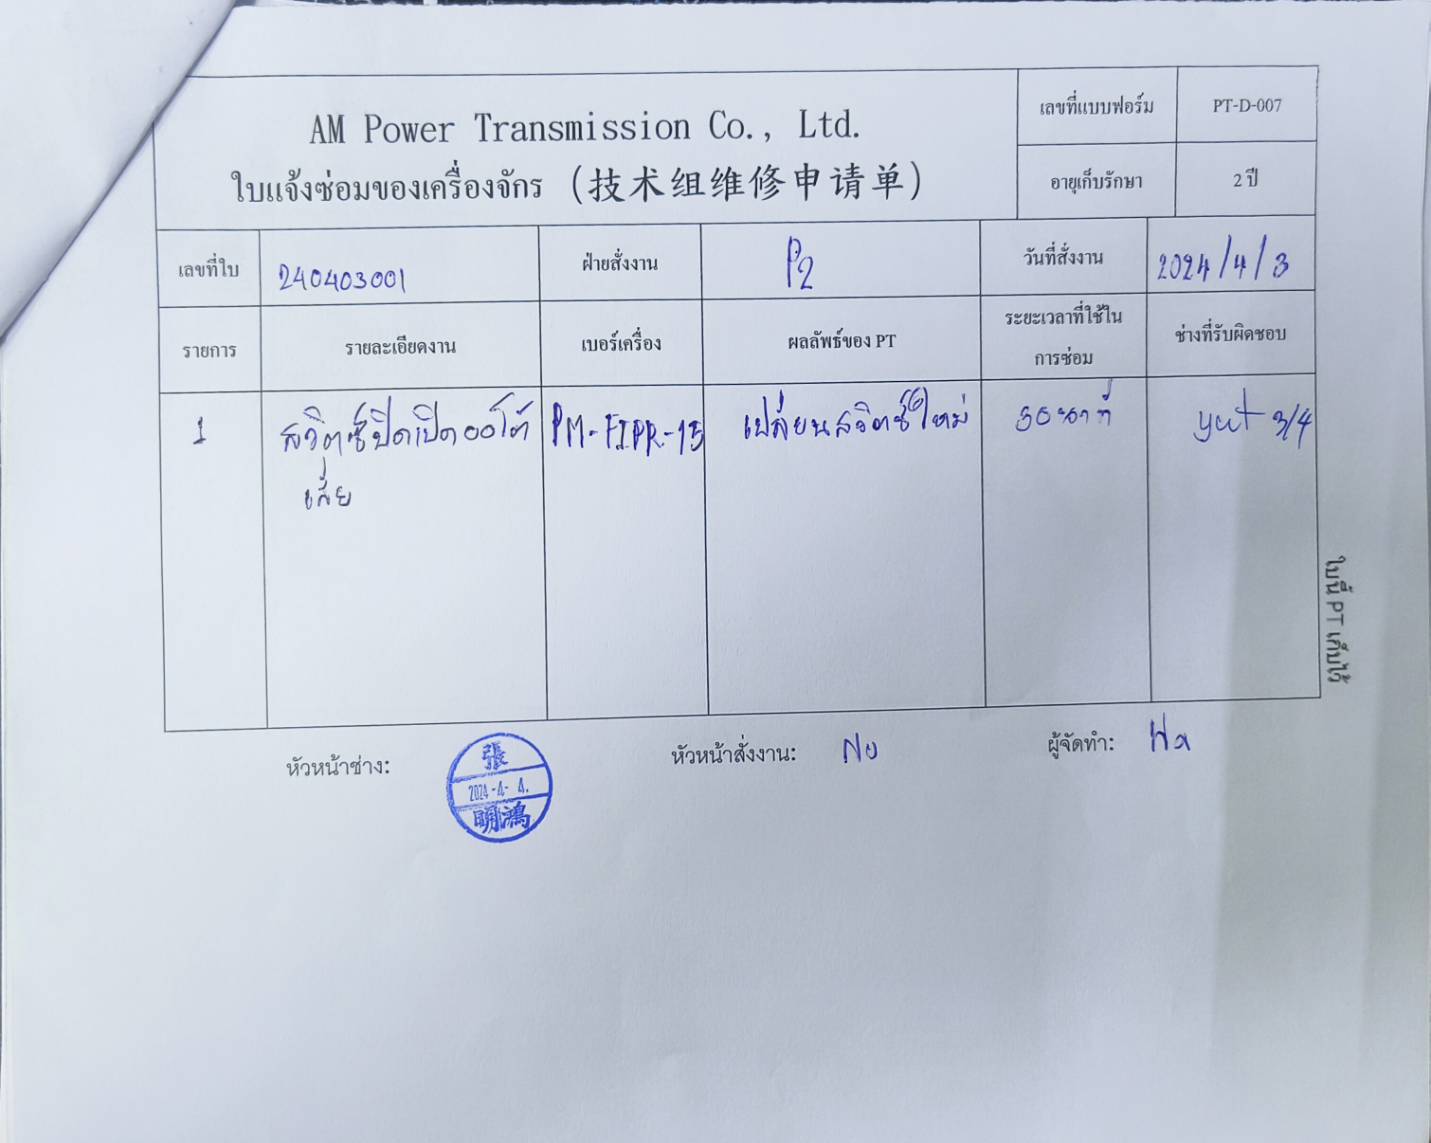 AM Power Transmission Co., Ltd.
ใบแจ้งซ่อมของเครื่องจักร (技术组维修申请单)
เลขที่แบบฟอร์ม PT-D-007
อายุเก็บรักษา 2 ปี
เลขที่ใบ 240403001 ฝ่ายสั่งงาน P2 วันที่สั่งงาน 2024/4/3
รายการ รายละเอียดงาน เบอร์เครื่อง ผลลัพธ์ของ PT ระยะเวลาที่ใช้ใน ช่างที่รับผิดชอบ
การซ่อม
1 สวิตซ์ปิดเปิดออโต้ PM-FIPR-15 เปลี่ยนสวิตซ์ใหม่ 30 นาที yut 3/4
เสีย
ใบนี้ PT เก็บไว้
หัวหน้าช่าง: หัวหน้าสั่งงาน: ผู้จัดทำ:
張
2024-4-4.
明鴻